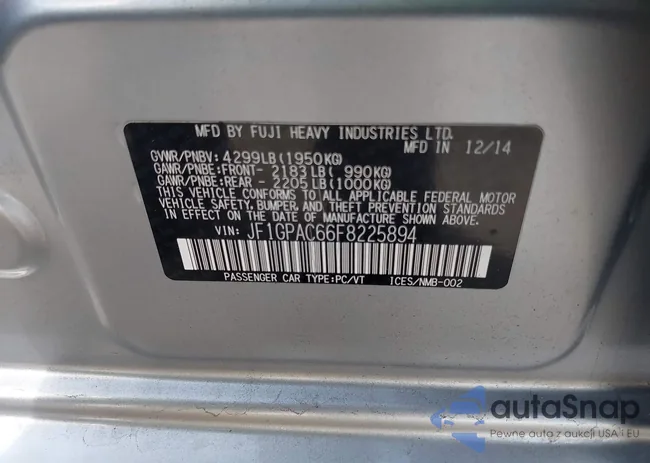 MFD BY FUJI HEAVY INDUSTRIES LTD.
MFD IN 12/14
GVWR/PNBV: 4299LB(1950KG)
GAWR/PNBE:FRONT- 2183LB( 990KG)
GAWR/PNBE:REAR - 2205LB(1000KG)
THIS VEHICLE CONFORMS TO ALL APPLICABLE FEDERAL MOTOR
VEHICLE SAFETY,BUMPER, AND THEFT PREVENTION STANDARDS
IN EFFECT ON THE DATE OF MANUFACTURE SHOWN ABOVE.
VIN: JF1GPAC66F8225894
PASSENGER CAR TYPE:PC/VT ICES/NMB-002
autaSnap
Pewne auta z aukcji USA i EU